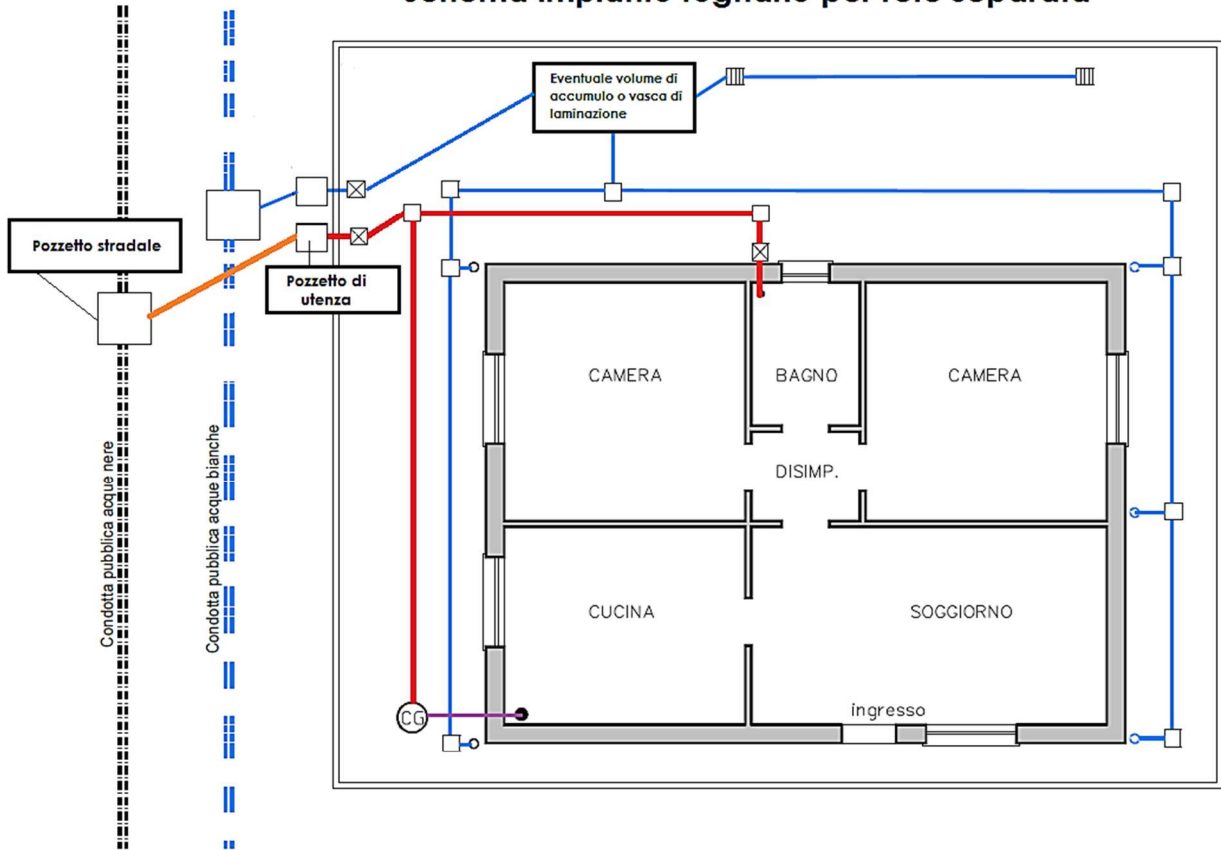 Eventuale volume di
accumulo o vasca di
laminazione
Pozzetto stradale
Pozzetto di
utenza
CAMERA
BAGNO
CAMERA
DISIMP.
Condotta pubblica acque nere
Condotta pubblica acque bianche
CUCINA
SOGGIORNO
ingresso
CG